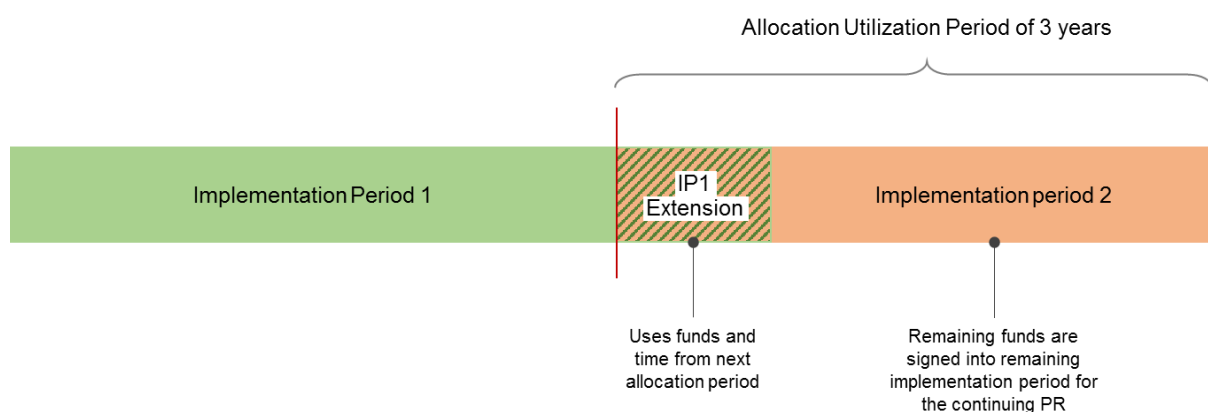 Allocation Utilization Period of 3 years
Implementation Period 1
IP1
Extension
Implementation period 2
Uses funds and
time from next
allocation period
Remaining funds are
signed into remaining
implementation period for
the continuing PR